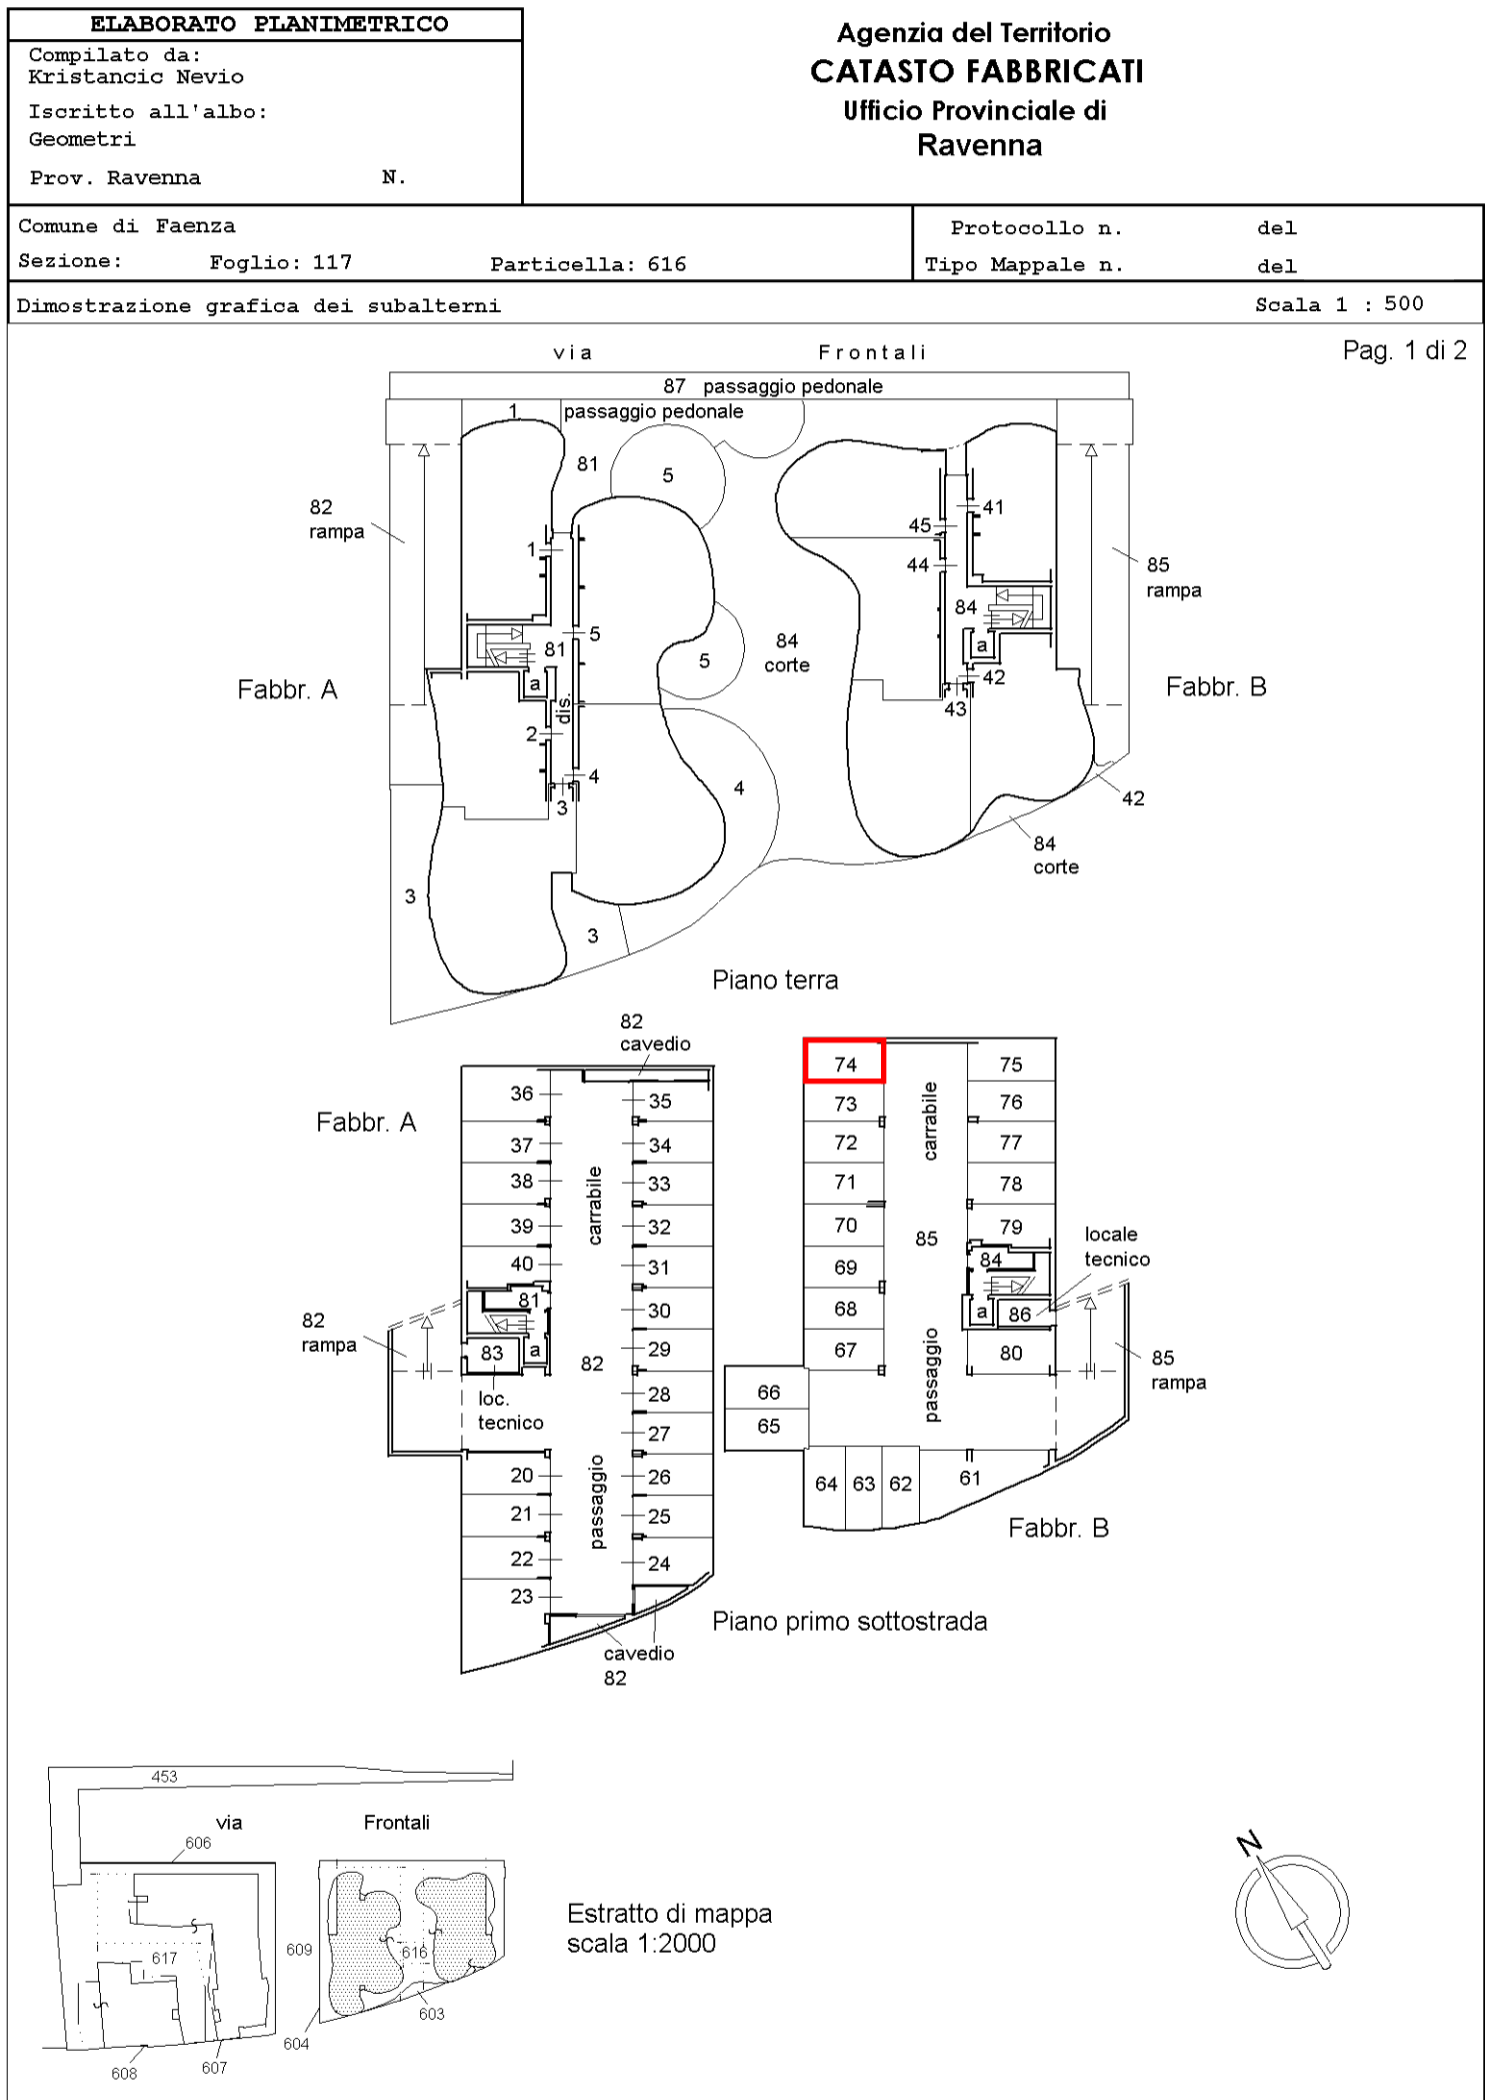 ELABORATO PLANIMETRICO
Compilato da:
Kristancic Nevio
Iscritto all'albo:
Geometri
Prov. Ravenna N.
Agenzia del Territorio
CATASTO FABBRICATI
Ufficio Provinciale di
Ravenna
Comune di Faenza
Sezione: Foglio: 117 Particella: 616
Protocollo n. del
Tipo Mappale n. del
Dimostrazione grafica dei subalterni Scala 1 : 500
via Frontali Pag. 1 di 2
87 passaggio pedonale
1 passaggio pedonale
81
5
82
rampa
1
5
81
a
dis.
Fabbr. A
2
4
3
5
4
3
3
45
41
44
84
a
42
43
85
rampa
84
corte
Fabbr. B
42
84
corte
Piano terra
82
cavedio
Fabbr. A
36
35
37
34
38
33
39
32
40
31
81
30
82
rampa
83
a
82
29
loc.
tecnico
28
27
20
26
21
25
22
24
23
carrabile
passaggio
cavedio
82
74
75
73
76
72
77
71
78
70
85
79
69
84
locale
tecnico
68
a
86
67
80
85
rampa
66
65
64
63
62
61
carrabile
passaggio
Fabbr. B
Piano primo sottostrada
453
via Frontali
606
617
609
616
603
604
607
608
Estratto di mappa
scala 1:2000
N